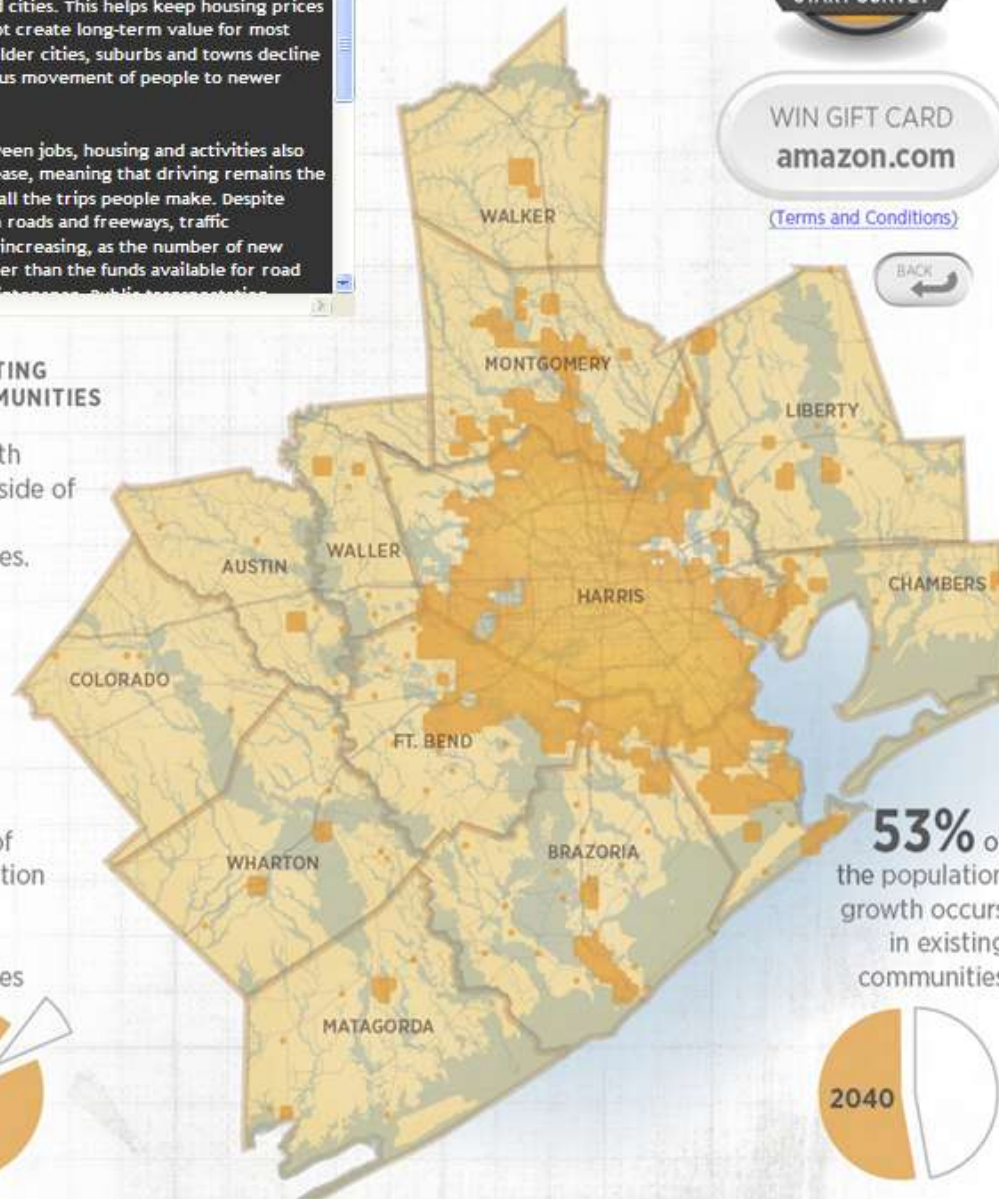 d cities. This helps keep housing prices
ot create long-term value for most
lder cities, suburbs and towns decline
us movement of people to newer
een jobs, housing and activities also
ease, meaning that driving remains the
all the trips people make. Despite
roads and freeways, traffic
increasing, as the number of new
er than the funds available for road
Public transportation
START SURVEY
WIN GIFT CARD
amazon.com
(Terms and Conditions)
BACK
TING
MUNITIES
th
side of
es.
WALKER
MONTGOMERY
LIBERTY
WALLER
AUSTIN
HARRIS
CHAMBERS
COLORADO
FT. BEND
WHARTON
BRAZORIA
MATAGORDA
of
tion
es
53% o
the population
growth occurs
in existing
communities
2040